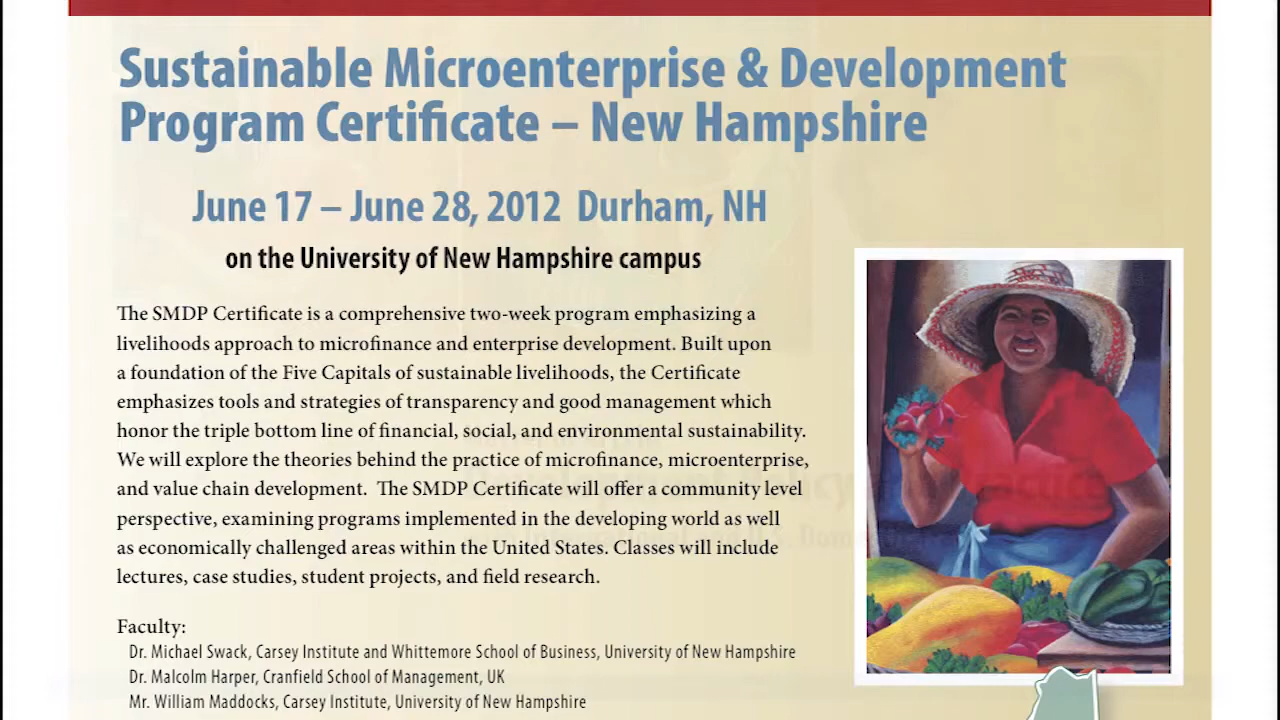 Sustainable Microenterprise & Development
Program Certificate – New Hampshire
June 17 – June 28, 2012 Durham, NH
on the University of New Hampshire campus
The SMDP Certificate is a comprehensive two-week program emphasizing a
livelihoods approach to microfinance and enterprise development. Built upon
a foundation of the Five Capitals of sustainable livelihoods, the Certificate
emphasizes tools and strategies of transparency and good management which
honor the triple bottom line of financial, social, and environmental sustainability.
We will explore the theories behind the practice of microfinance, microenterprise,
and value chain development. The SMDP Certificate will offer a community level
perspective, examining programs implemented in the developing world as well
as economically challenged areas within the United States. Classes will include
lectures, case studies, student projects, and field research.
Faculty:
Dr. Michael Swack, Carsey Institute and Whittemore School of Business, University of New Hampshire
Dr. Malcolm Harper, Cranfield School of Management, UK
Mr. William Maddocks, Carsey Institute, University of New Hampshire